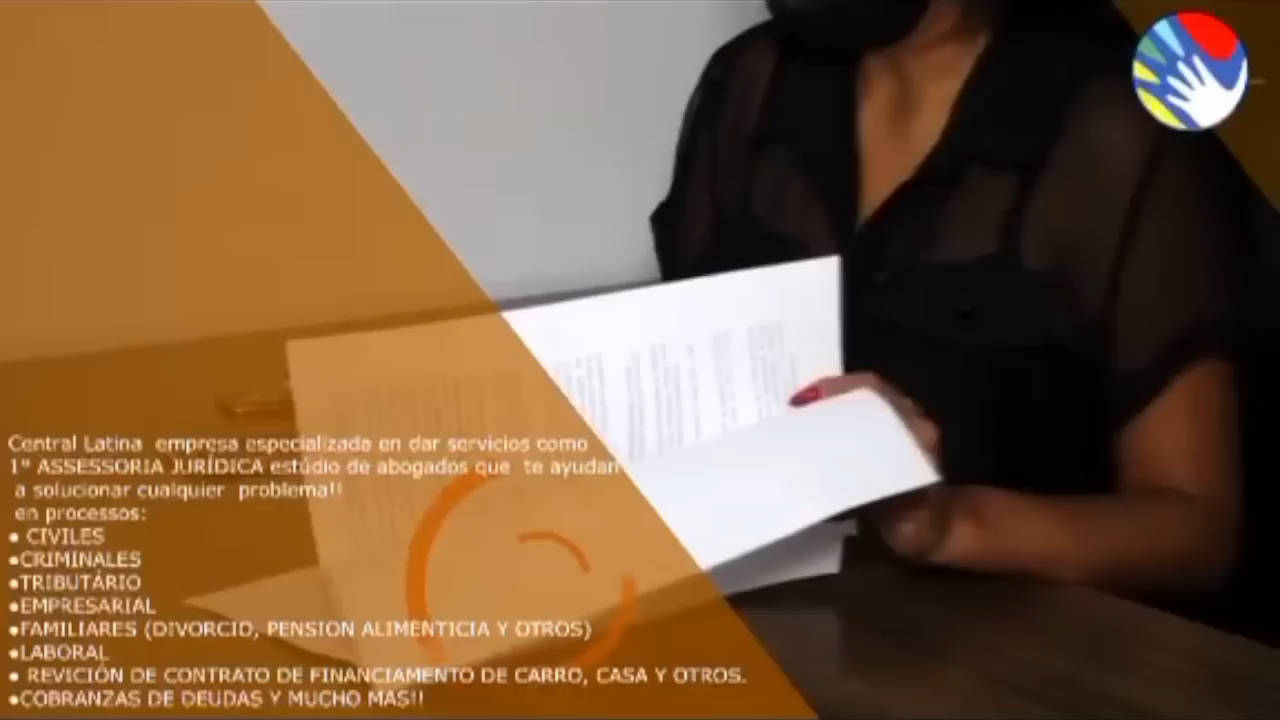 Central Latina empresa especializada en dar servicios como
1° ASSESSORIA JURÍDICA estúdio de abogados que te ayudan
a solucionar cualquier problema!!
en processos:
• CIVILES
•CRIMINALES
•TRIBUTÁRIO
•EMPRESARIAL
•FAMILIARES (DIVORCIO, PENSION ALIMENTICIA Y OTROS)
•LABORAL
• REVICIÓN DE CONTRATO DE FINANCIAMENTO DE CARRO, CASA Y OTROS.
•COBRANZAS DE DEUDAS Y MUCHO MAS!!